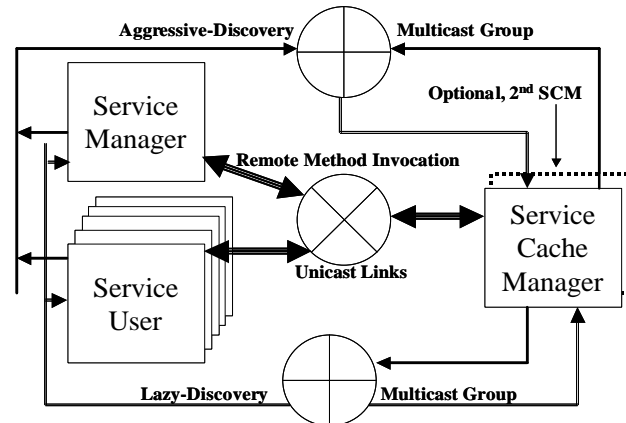 Aggressive-Discovery Multicast Group
Optional, 2nd SCM
Service
Manager
Remote Method Invocation
Service
Cache
Manager
Unicast Links
Service
User
Lazy-Discovery Multicast Group